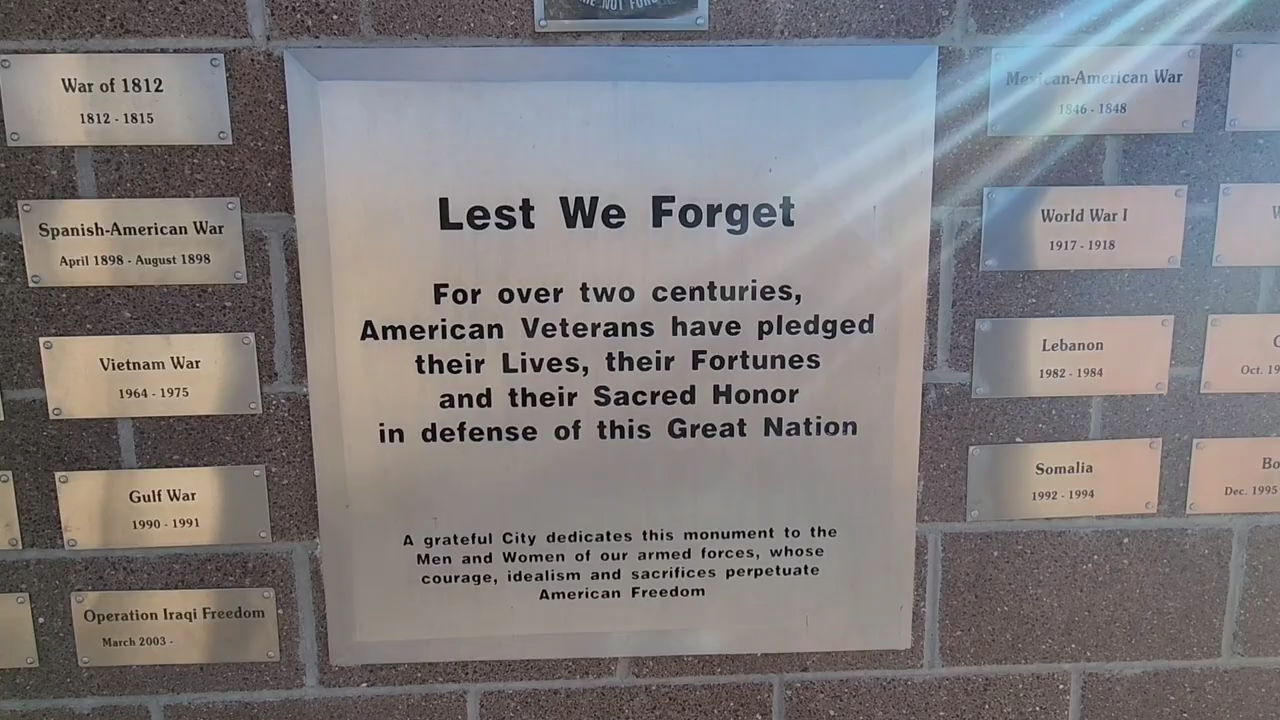 NOT
War of 1812
1812 - 1815
Spanish-American War
April 1898 - August 1898
Vietnam War
1964 - 1975
Gulf War
1990 - 1991
Operation Iraqi Freedom
March 2003 -
Lest We Forget
For over two centuries,
American Veterans have pledged
their Lives, their Fortunes
and their Sacred Honor
in defense of this Great Nation
A grateful City dedicates this monument to the
Men and Women of our armed forces, whose
courage, idealism and sacrifices perpetuate
American Freedom
Mexican-American War
1846 - 1848
World War I
1917 - 1918
Lebanon
1982 - 1984
Somalia
1992 - 1994
Oct.
Dec. 1995